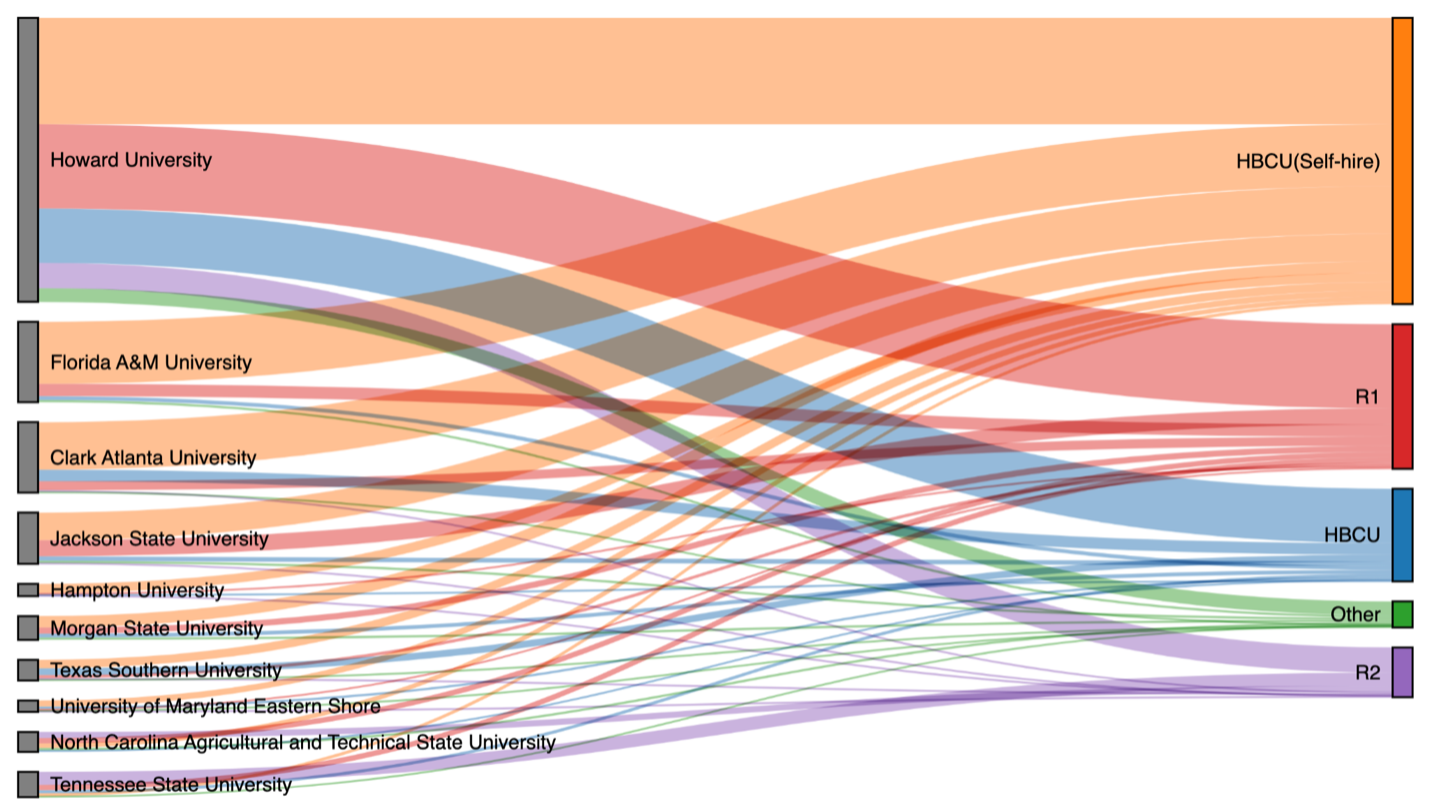 Howard University
Florida A&M University
Clark Atlanta University
Jackson State University
Hampton University
Morgan State University
Texas Southern University
University of Maryland Eastern Shore
North Carolina Agricultural and Technical State University
Tennessee State University
HBCU(Self-hire)
R1
HBCU
Other
R2